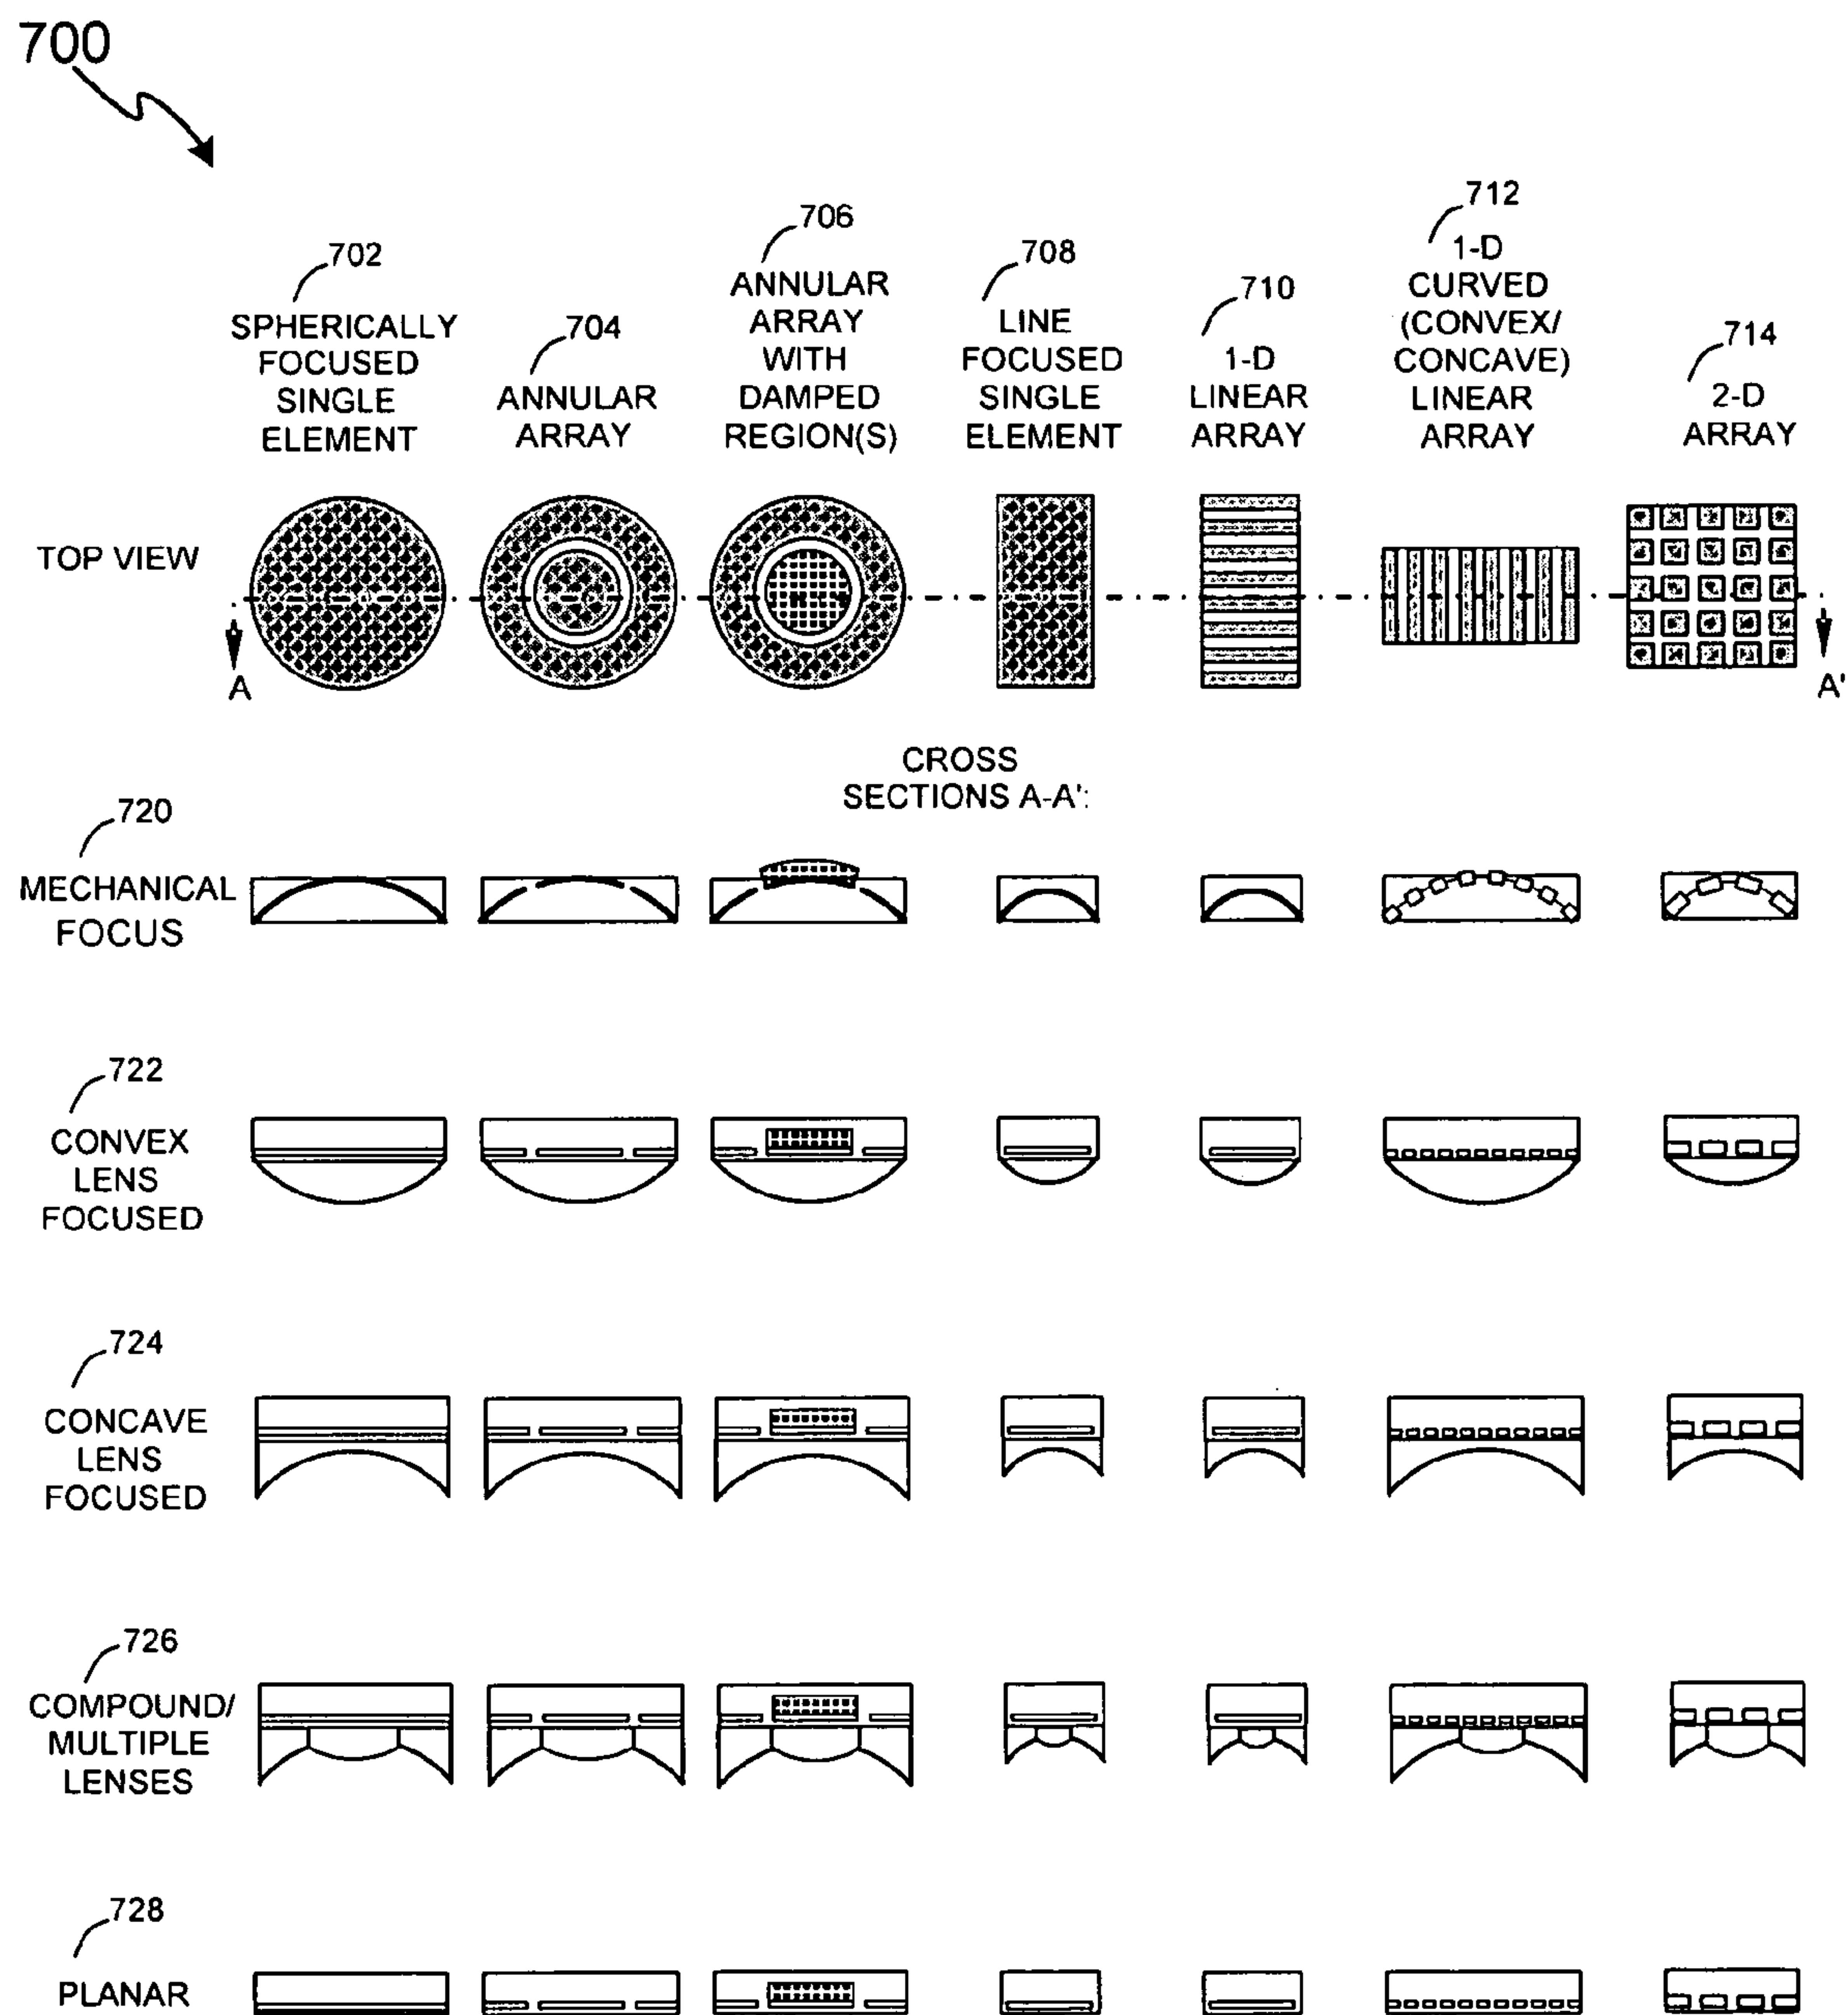 700
702
SPHERICALLY
FOCUSED
SINGLE
ELEMENT
704
ANNULAR
ARRAY
706
ANNULAR
ARRAY
WITH
DAMPED
REGION(S)
708
LINE
FOCUSED
SINGLE
ELEMENT
710
1-D
LINEAR
ARRAY
712
1-D
CURVED
(CONVEX/
CONCAVE)
LINEAR
ARRAY
714
2-D
ARRAY
TOP VIEW
A
A'
CROSS
SECTIONS A-A':
720
MECHANICAL
FOCUS
722
CONVEX
LENS
FOCUSED
724
CONCAVE
LENS
FOCUSED
726
COMPOUND/
MULTIPLE
LENSES
728
PLANAR